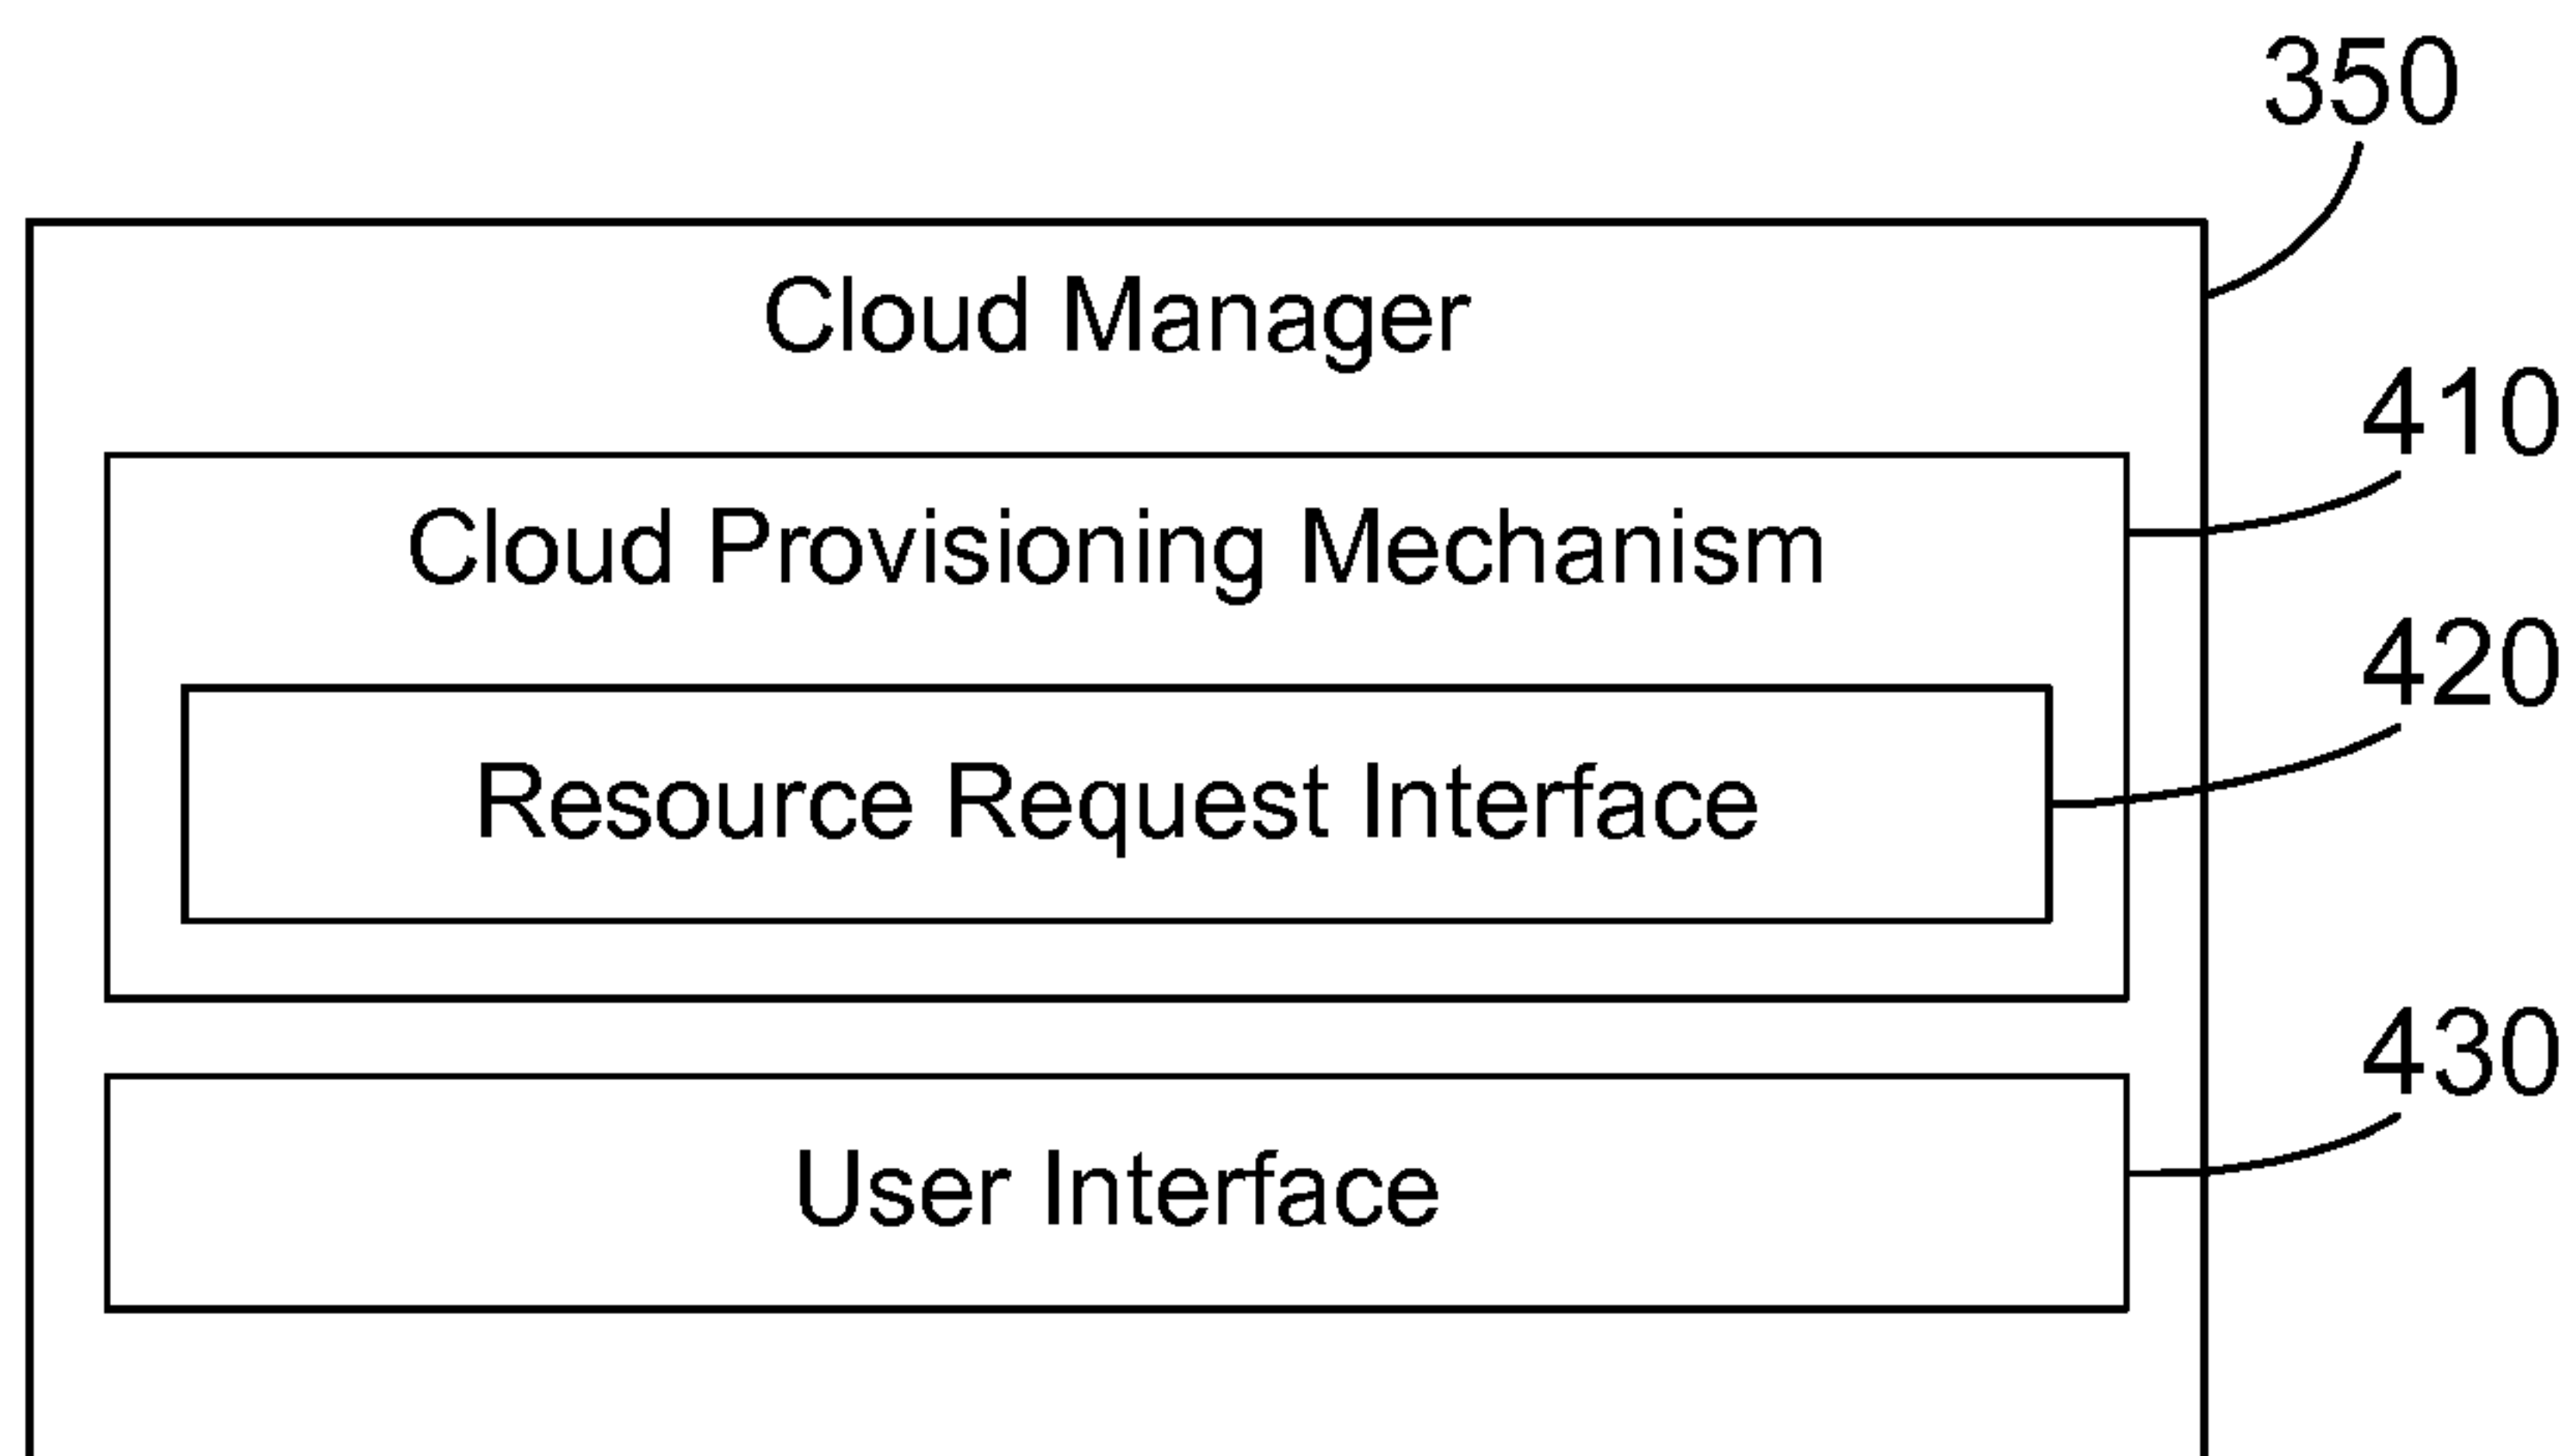 350
Cloud Manager
410
Cloud Provisioning Mechanism
420
Resource Request Interface
430
User Interface